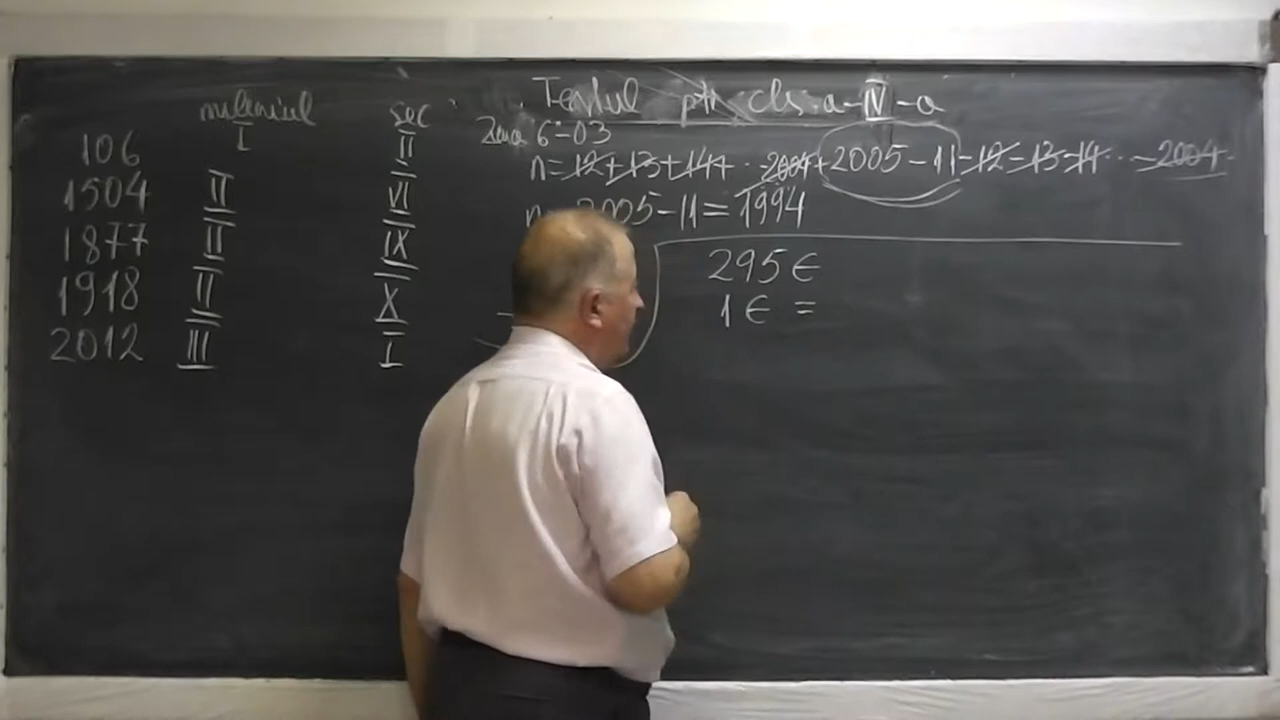 mileniul sec
106 I II
1504 II VI
1877 II IX
1918 II X
2012 III I
Testul ptr cls. a-IV-a
Ziua 6-03
n=12+13+14+...2004+2005-11-12-13-14...-2004
2005-11=1994
295€
1€ =